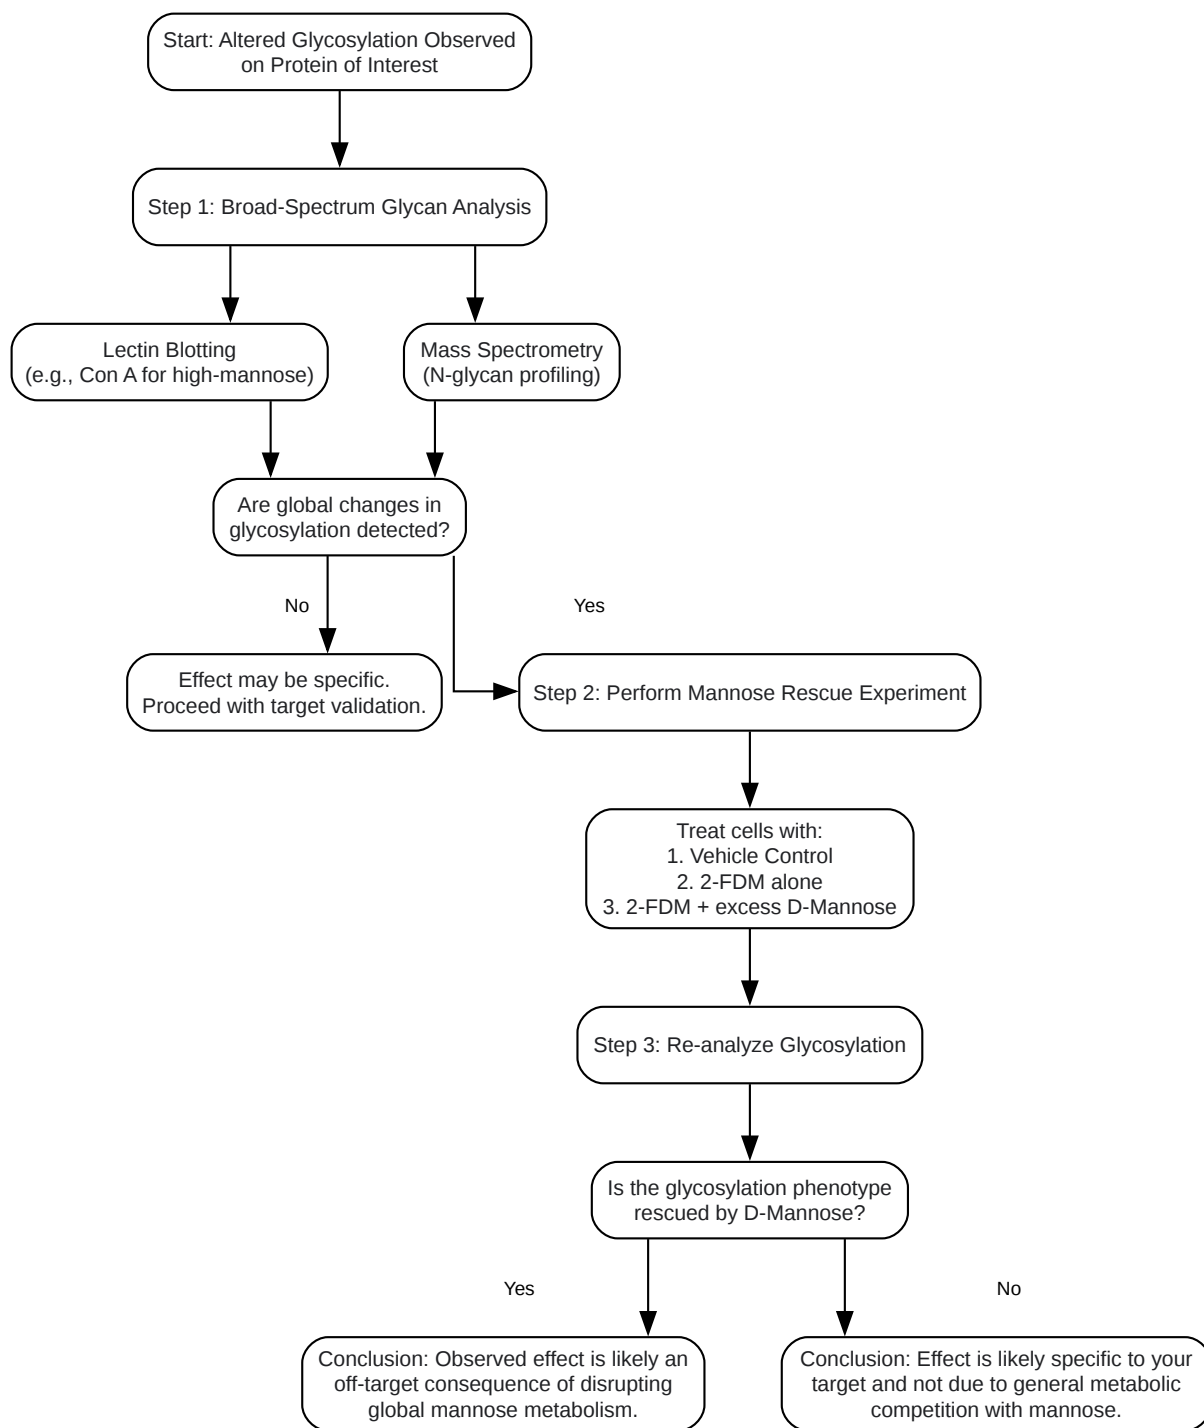 Start: Altered Glycosylation Observed
on Protein of Interest
Step 1: Broad-Spectrum Glycan Analysis
Lectin Blotting
(e.g., Con A for high-mannose)
Mass Spectrometry
(N-glycan profiling)
Are global changes in
glycosylation detected?
No
Yes
Effect may be specific.
Proceed with target validation.
Step 2: Perform Mannose Rescue Experiment
Treat cells with:
1. Vehicle Control
2. 2-FDM alone
3. 2-FDM + excess D-Mannose
Step 3: Re-analyze Glycosylation
Is the glycosylation phenotype
rescued by D-Mannose?
Yes
No
Conclusion: Observed effect is likely an
off-target consequence of disrupting
global mannose metabolism.
Conclusion: Effect is likely specific to your
target and not due to general metabolic
competition with mannose.